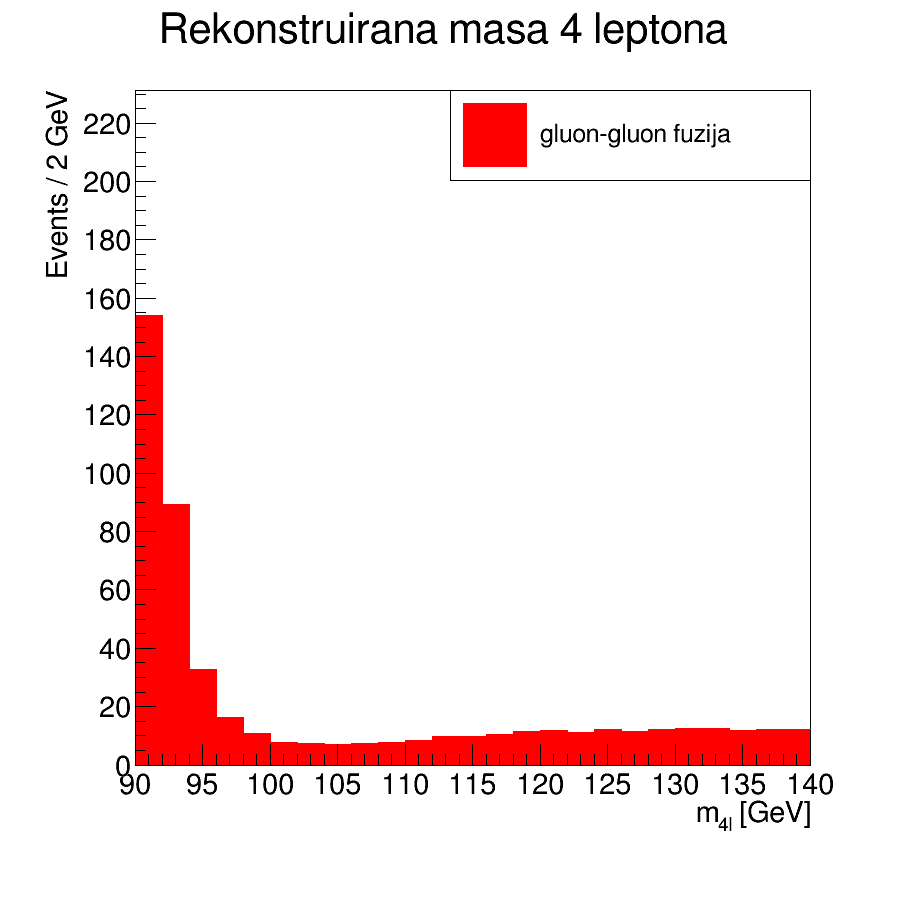 Rekonstruirana masa 4 leptona
Events / 2 GeV
gluon-gluon fuzija
220
200
180
160
140
120
100
80
60
40
20
0
90 95 100 105 110 115 120 125 130 135 140
m4l [GeV]